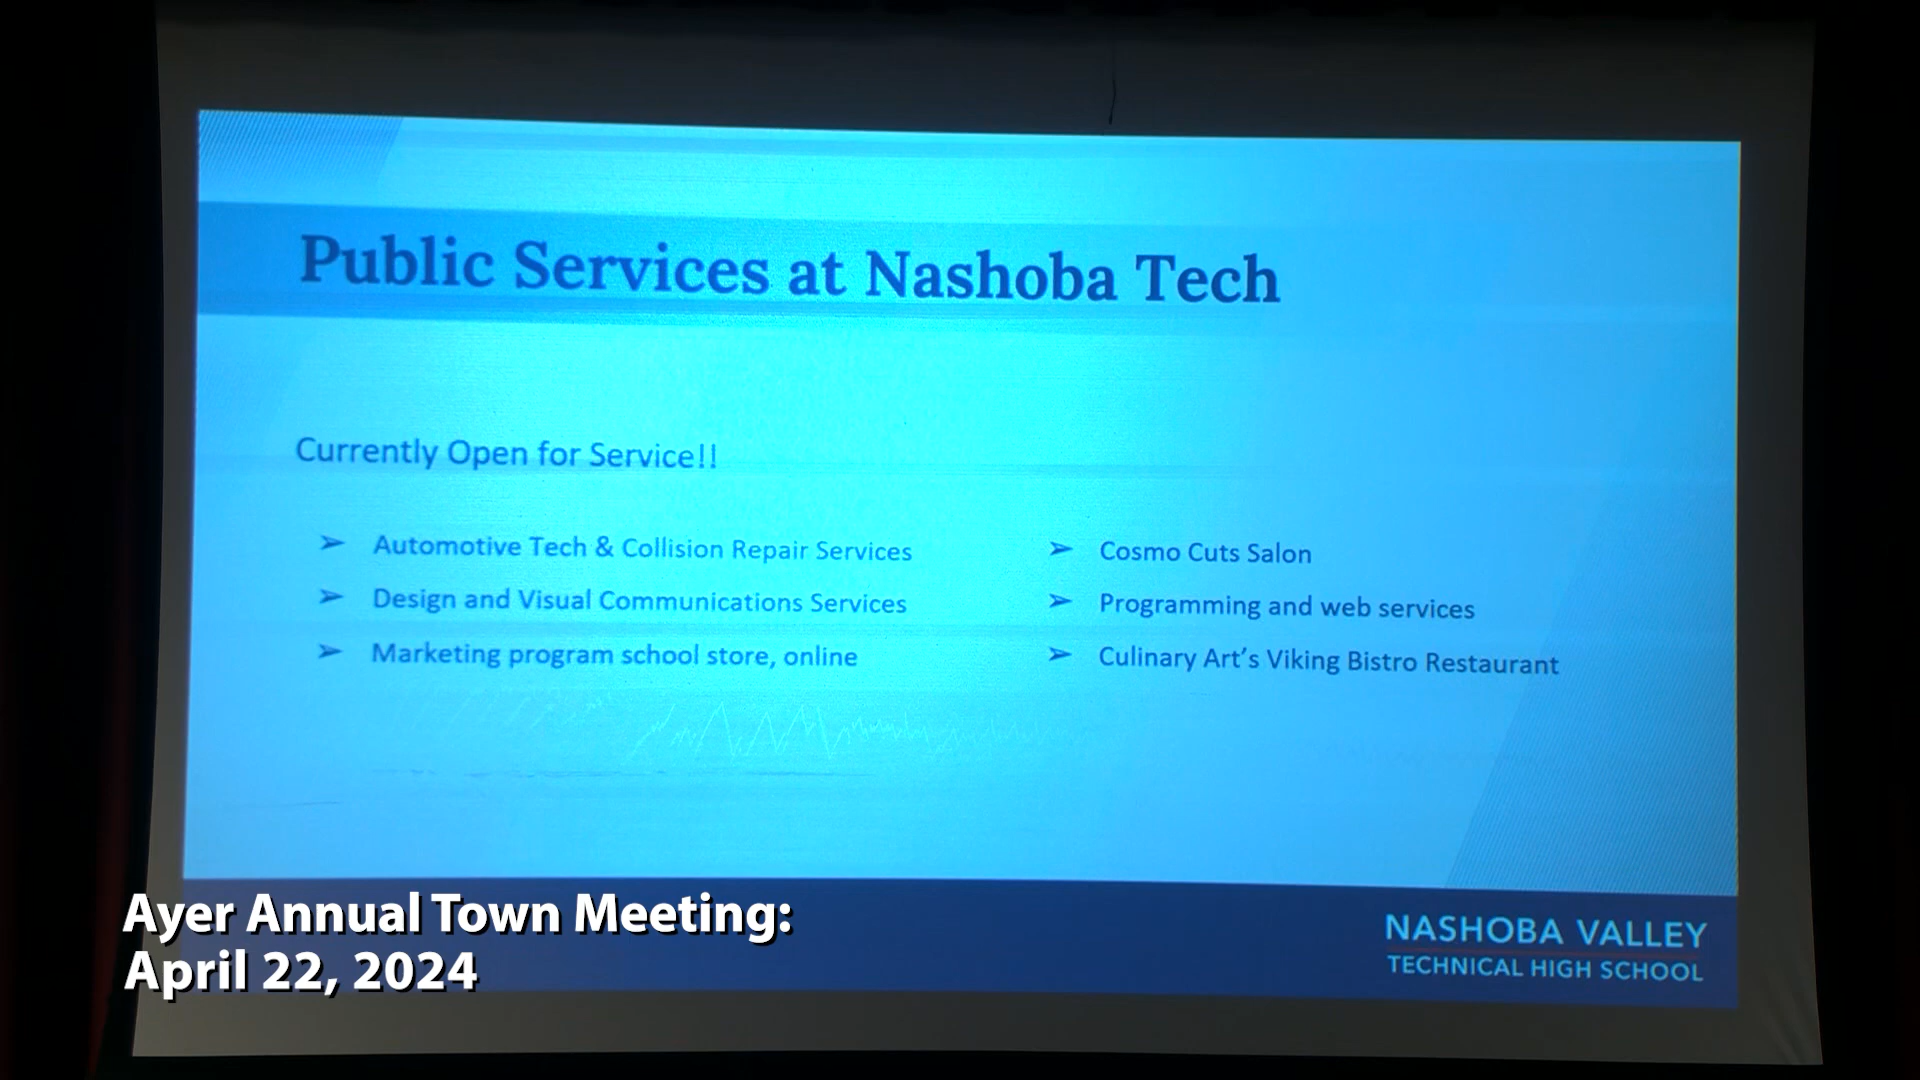 Public Services at Nashoba Tech
Currently Open for Service!!
➢ Automotive Tech & Collision Repair Services
➢ Design and Visual Communications Services
➢ Marketing program school store, online
➢ Cosmo Cuts Salon
➢ Programming and web services
➢ Culinary Art's Viking Bistro Restaurant
Ayer Annual Town Meeting:
April 22, 2024
NASHOBA VALLEY
TECHNICAL HIGH SCHOOL